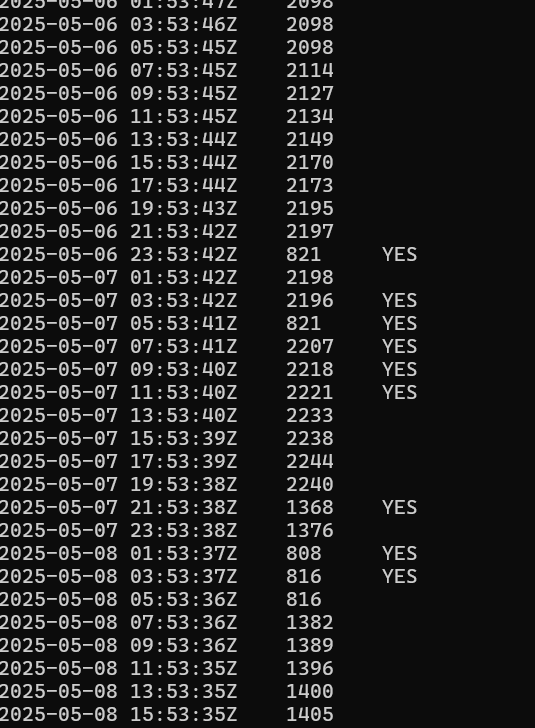 2025-05-06 01:53:47Z    2098
2025-05-06 03:53:46Z    2098
2025-05-06 05:53:45Z    2098
2025-05-06 07:53:45Z    2114
2025-05-06 09:53:45Z    2127
2025-05-06 11:53:45Z    2134
2025-05-06 13:53:44Z    2149
2025-05-06 15:53:44Z    2170
2025-05-06 17:53:44Z    2173
2025-05-06 19:53:43Z    2195
2025-05-06 21:53:42Z    2197
2025-05-06 23:53:42Z    821     YES
2025-05-07 01:53:42Z    2198
2025-05-07 03:53:42Z    2196    YES
2025-05-07 05:53:41Z    821     YES
2025-05-07 07:53:41Z    2207    YES
2025-05-07 09:53:40Z    2218    YES
2025-05-07 11:53:40Z    2221    YES
2025-05-07 13:53:40Z    2233
2025-05-07 15:53:39Z    2238
2025-05-07 17:53:39Z    2244
2025-05-07 19:53:38Z    2240
2025-05-07 21:53:38Z    1368    YES
2025-05-07 23:53:38Z    1376
2025-05-08 01:53:37Z    808     YES
2025-05-08 03:53:37Z    816     YES
2025-05-08 05:53:36Z    816
2025-05-08 07:53:36Z    1382
2025-05-08 09:53:36Z    1389
2025-05-08 11:53:35Z    1396
2025-05-08 13:53:35Z    1400
2025-05-08 15:53:35Z    1405